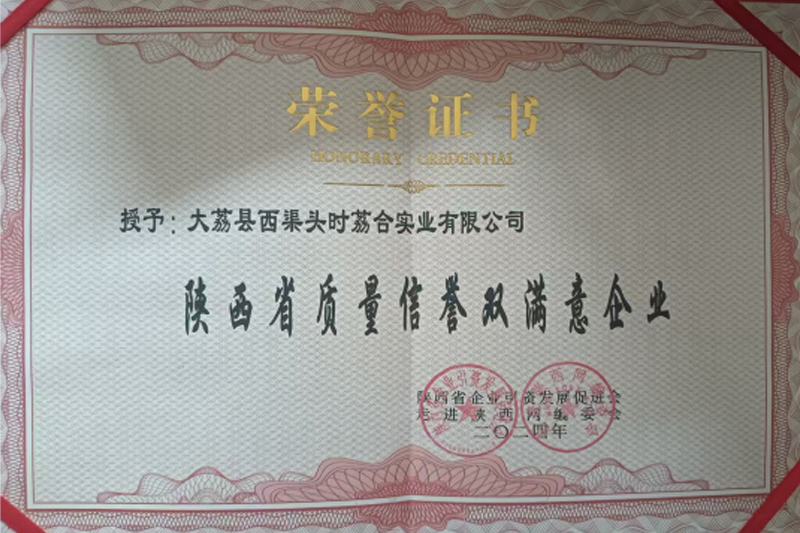 荣誉证书
HONORARY CREDENTIAL
授予：大荔县西渠头时荔合实业有限公司
陕西省质量信誉双满意企业
陕西省企业引资发展促进会
走进陕西网编委会
二〇二四年